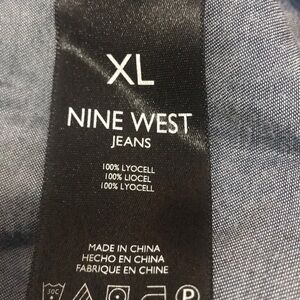 XL
NINE WEST
JEANS
100% LYOCELL
100% LIOCEL
100% LYOCELL
MADE IN CHINA
HECHO EN CHINA
FABRIQUE EN CHINE
30C
P